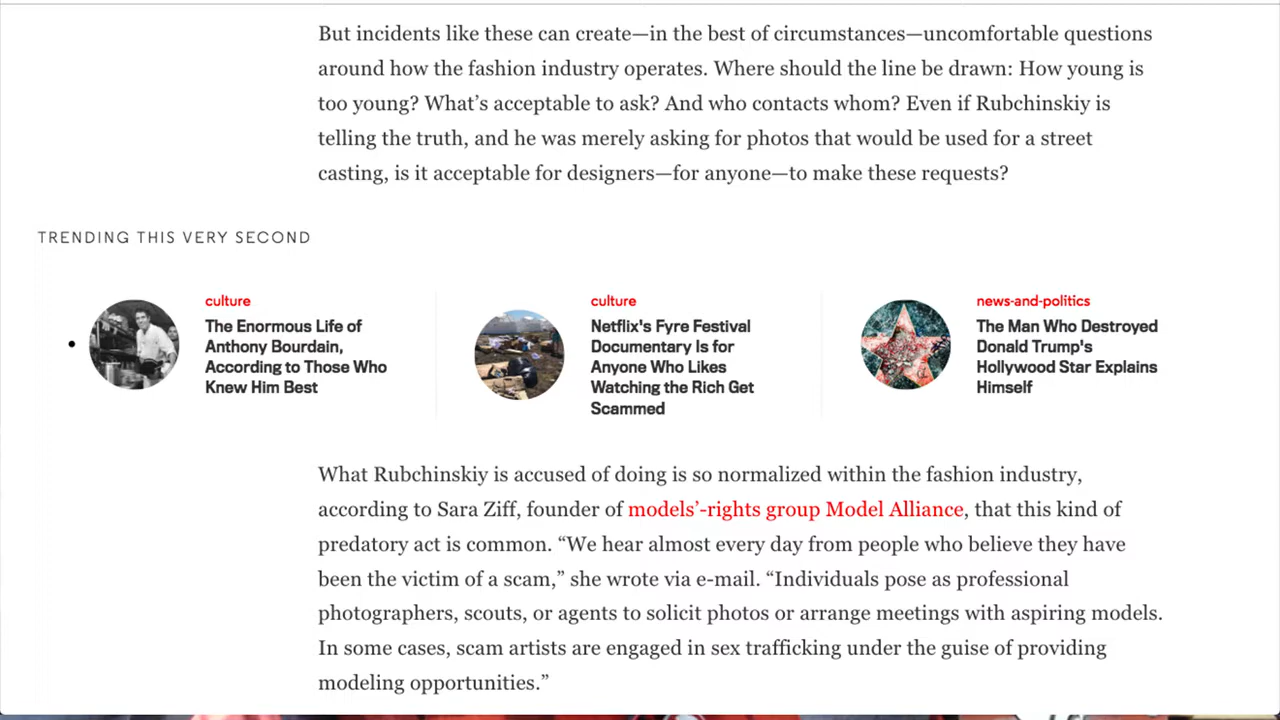 But incidents like these can create—in the best of circumstances—uncomfortable questions
around how the fashion industry operates. Where should the line be drawn: How young is
too young? What’s acceptable to ask? And who contacts whom? Even if Rubchinskiy is
telling the truth, and he was merely asking for photos that would be used for a street
casting, is it acceptable for designers—for anyone—to make these requests?
TRENDING THIS VERY SECOND
culture
The Enormous Life of
Anthony Bourdain,
According to Those Who
Knew Him Best
culture
Netflix's Fyre Festival
Documentary Is for
Anyone Who Likes
Watching the Rich Get
Scammed
news-and-politics
The Man Who Destroyed
Donald Trump's
Hollywood Star Explains
Himself
What Rubchinskiy is accused of doing is so normalized within the fashion industry,
according to Sara Ziff, founder of models’-rights group Model Alliance, that this kind of
predatory act is common. “We hear almost every day from people who believe they have
been the victim of a scam,” she wrote via e-mail. “Individuals pose as professional
photographers, scouts, or agents to solicit photos or arrange meetings with aspiring models.
In some cases, scam artists are engaged in sex trafficking under the guise of providing
modeling opportunities.”